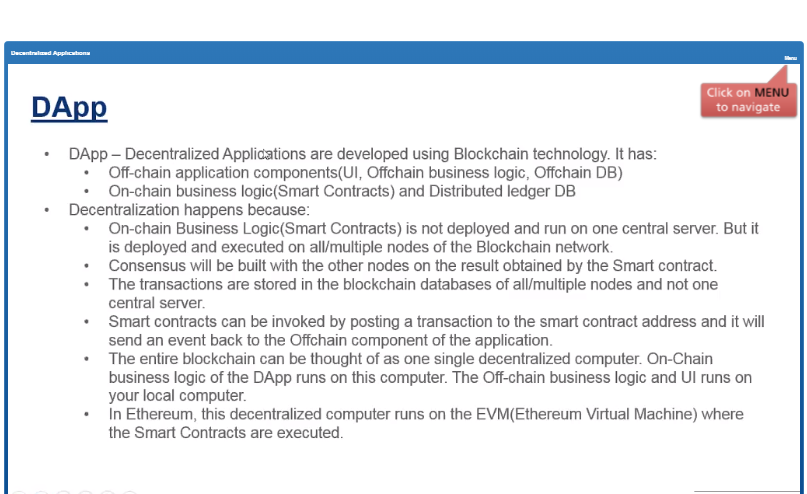 Decentralized Applications
Menu
Click on MENU
to navigate
DApp
• DApp – Decentralized Applications are developed using Blockchain technology. It has:
• Off-chain application components(UI, Offchain business logic, Offchain DB)
• On-chain business logic(Smart Contracts) and Distributed ledger DB
• Decentralization happens because:
• On-chain Business Logic(Smart Contracts) is not deployed and run on one central server. But it
is deployed and executed on all/multiple nodes of the Blockchain network.
• Consensus will be built with the other nodes on the result obtained by the Smart contract.
• The transactions are stored in the blockchain databases of all/multiple nodes and not one
central server.
• Smart contracts can be invoked by posting a transaction to the smart contract address and it will
send an event back to the Offchain component of the application.
• The entire blockchain can be thought of as one single decentralized computer. On-Chain
business logic of the DApp runs on this computer. The Off-chain business logic and UI runs on
your local computer.
• In Ethereum, this decentralized computer runs on the EVM(Ethereum Virtual Machine) where
the Smart Contracts are executed.